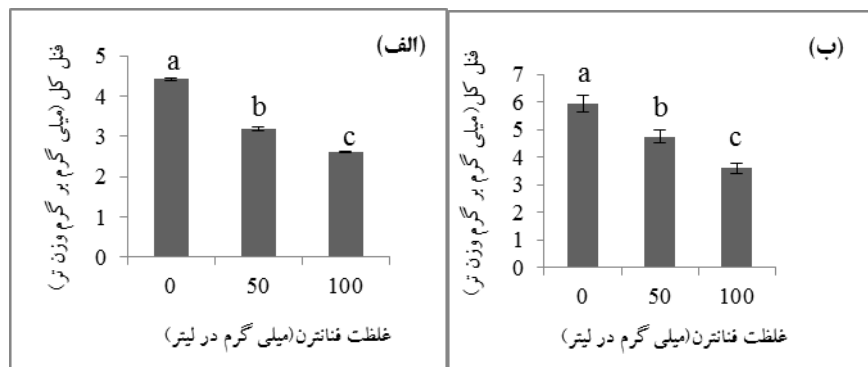 (الف)
فنل کل (میلی گرم بر گرم وزن تر)
5
4
3
2
1
0
a
b
c
0 50 100
غلظت فنانترن(میلی گرم در لیتر)
(ب)
فنل کل(میلی گرم بر گرم وزن تر)
7
6
5
4
3
2
1
0
a
b
c
0 50 100
غلظت فنانترن(میلی گرم در لیتر)